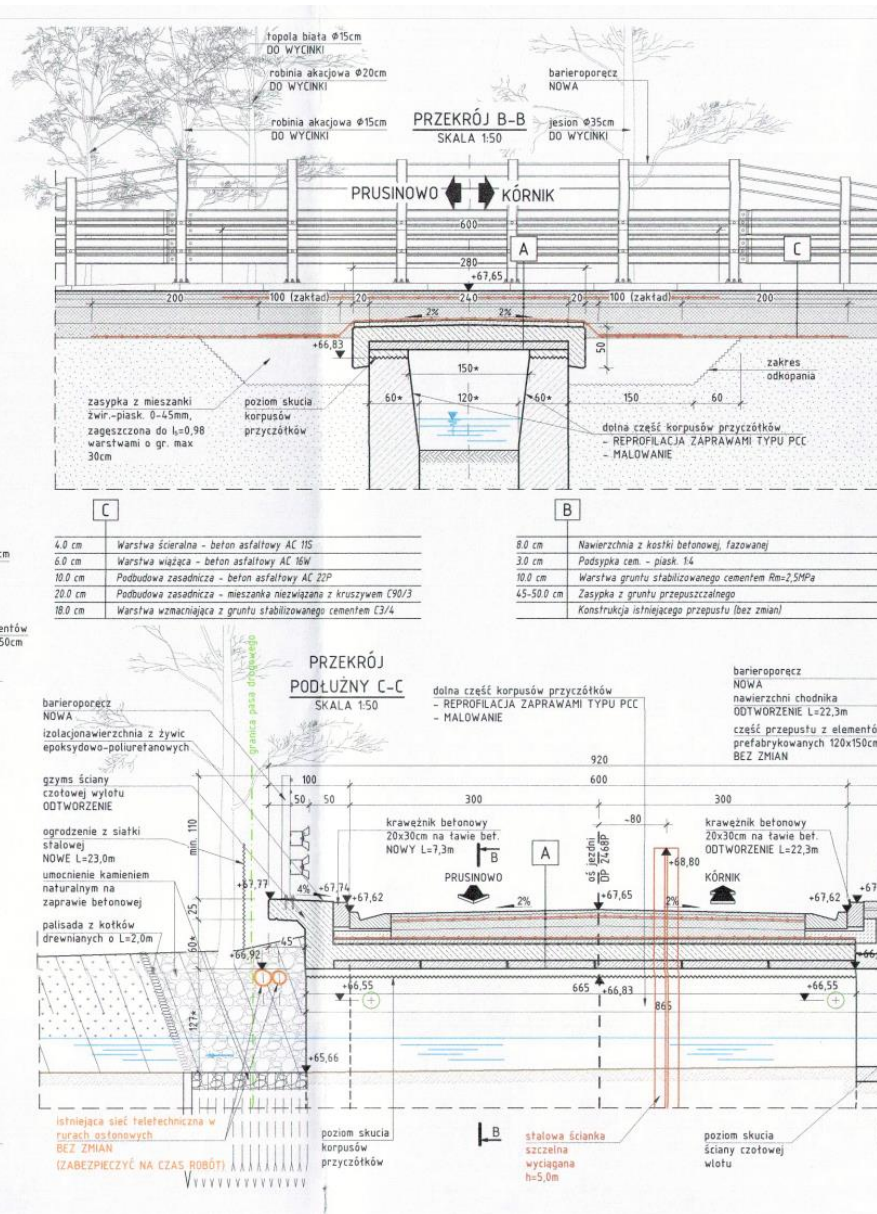 topola biała Ø15cm
DO WYCINKI
robinia akacjowa Ø20cm
DO WYCINKI
robinia akacjowa Ø15cm
DO WYCINKI
PRZEKRÓJ B-B
SKALA 1:50
barieroporęcz
NOWA
jesion Ø35cm
DO WYCINKI
PRUSINOWO KÓRNIK
600
A
C
280
+67,65
200 100 (zakład) 20 240 20 100 (zakład) 200
2% 2%
+66,83
50
150*
60* 120* 60* 150 60
zakres
odkopania
zasypka z mieszanki
żwir.-piask. 0-45mm,
zagęszczona do Is=0,98
warstwami o gr. max
30cm
poziom skucia
korpusów
przyczółków
dolna część korpusów przyczółków
- REPROFILACJA ZAPRAWAMI TYPU PCC
- MALOWANIE
C
4.0 cm Warstwa ścieralna - beton asfaltowy AC 11S
6.0 cm Warstwa wiążąca - beton asfaltowy AC 16W
10.0 cm Podbudowa zasadnicza - beton asfaltowy AC 22P
20.0 cm Podbudowa zasadnicza - mieszanka niezwiązana z kruszywem C90/3
18.0 cm Warstwa wzmacniająca z gruntu stabilizowanego cementem C3/4
B
8.0 cm Nawierzchnia z kostki betonowej, fazowanej
3.0 cm Podsypka cem. - piask. 1:4
10.0 cm Warstwa gruntu stabilizowanego cementem Rm=2,5MPa
45-50.0 cm Zasypka z gruntu przepuszczalnego
Konstrukcja istniejącego przepustu (bez zmian)
cm
entów
50cm
PRZEKRÓJ
PODŁUŻNY C-C
SKALA 1:50
granica pasa drogowego
barieroporęcz
NOWA
izolacjonawierzchnia z żywic
epoksydowo-poliuretanowych
gzyms ściany
czołowej wylotu
ODTWORZENIE
ogrodzenie z siatki
stalowej
NOWE L=23,0m
umocnienie kamieniem
naturalnym na
zaprawie betonowej
palisada z kołków
drewnianych o L=2,0m
dolna część korpusów przyczółków
- REPROFILACJA ZAPRAWAMI TYPU PCC
- MALOWANIE
barieroporęcz
NOWA
nawierzchni chodnika
ODTWORZENIE L=22,3m
część przepustu z elementó
prefabrykowanych 120x150cm
BEZ ZMIAN
920
100 600
50 50 300 300
~80
min. 110
krawężnik betonowy
20x30cm na ławie bet.
NOWY L=7,3m
B
A
oś jezdni
DP 2468P
krawężnik betonowy
20x30cm na ławie bet.
ODTWORZENIE L=22,3m
+68,80
PRUSINOWO
KÓRNIK
+67,77 4% +67,74 +67,62 2% +67,65 2% +67,62 +67
25
60*
45
+66,92
+66,55 665 +66,83 +66,55 +66,
865
127*
+65,66
istniejąca sieć teletechniczna w
rurach osłonowych
BEZ ZMIAN
(ZABEZPIECZYĆ NA CZAS ROBÓT)
poziom skucia
korpusów
przyczółków
B
stalowa ścianka
szczelna
wyciągana
h=5,0m
poziom skucia
ściany czołowej
wlotu